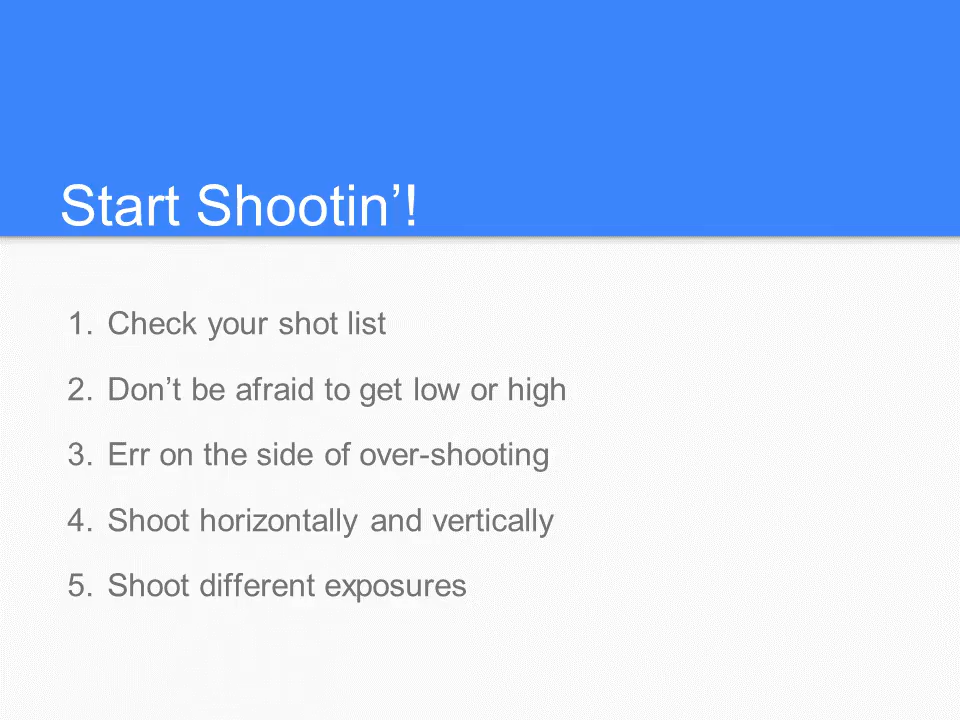 Start Shootin’!
1. Check your shot list
2. Don’t be afraid to get low or high
3. Err on the side of over-shooting
4. Shoot horizontally and vertically
5. Shoot different exposures